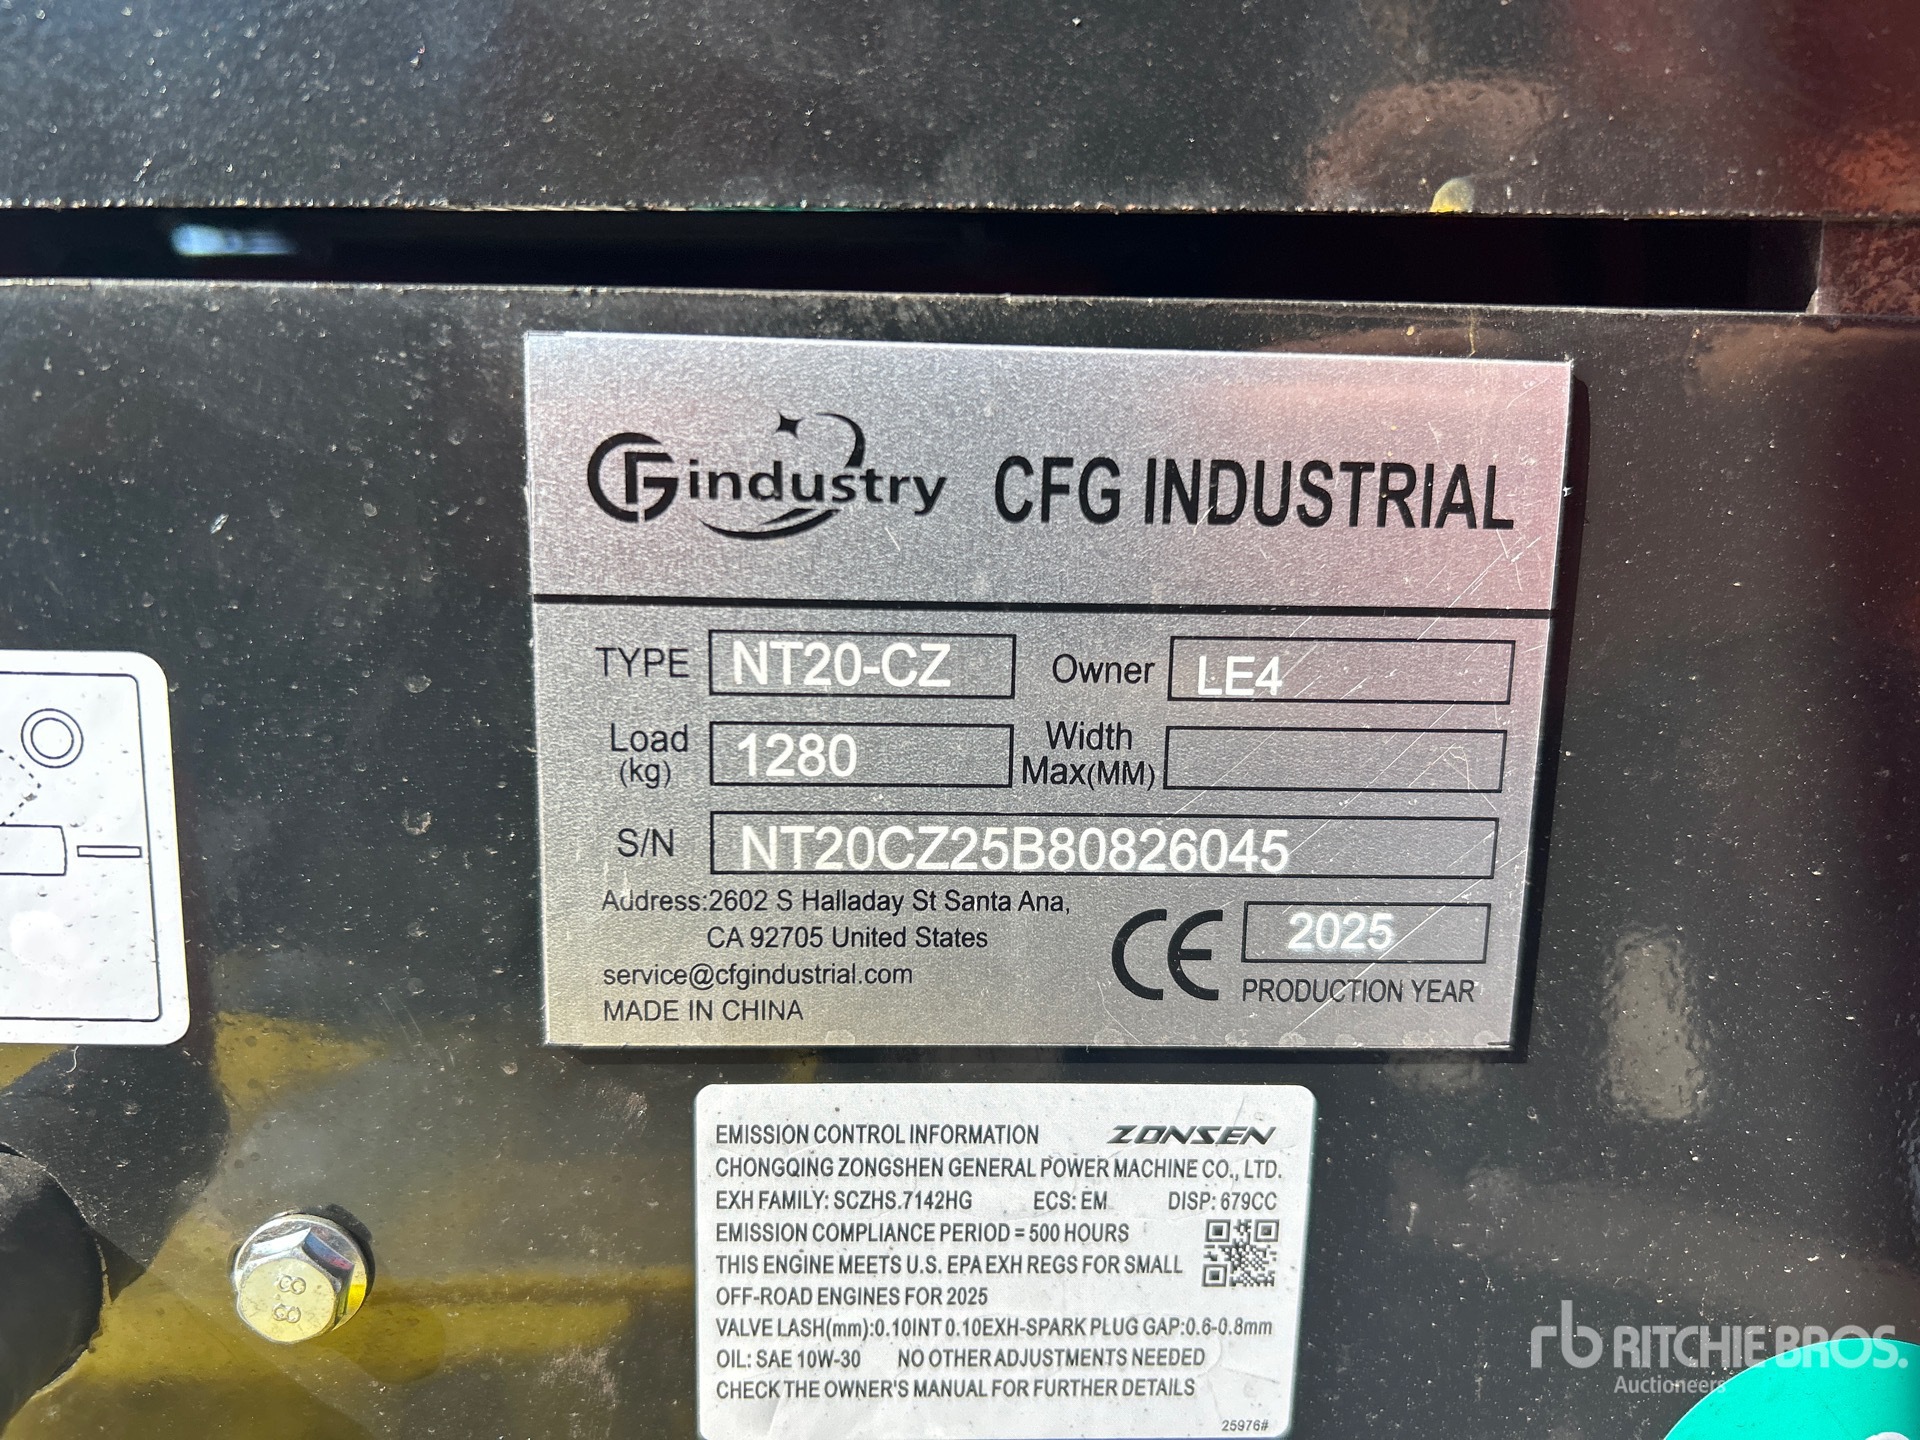 CFG industry CFG INDUSTRIAL
TYPE NT20-CZ Owner LE4
Load (kg) 1280 Width Max(MM)
S/N NT20CZ25B80826045
Address:2602 S Halladay St Santa Ana,
CA 92705 United States
service@cfgindustrial.com
MADE IN CHINA
CE 2025
PRODUCTION YEAR
EMISSION CONTROL INFORMATION ZONSEN
CHONGQING ZONGSHEN GENERAL POWER MACHINE CO., LTD.
EXH FAMILY: SCZHS.7142HG ECS: EM DISP: 679CC
EMISSION COMPLIANCE PERIOD = 500 HOURS
THIS ENGINE MEETS U.S. EPA EXH REGS FOR SMALL
OFF-ROAD ENGINES FOR 2025
VALVE LASH(mm):0.10INT 0.10EXH-SPARK PLUG GAP:0.6-0.8mm
OIL: SAE 10W-30 NO OTHER ADJUSTMENTS NEEDED
CHECK THE OWNER'S MANUAL FOR FURTHER DETAILS
25976#
8.8
rb RITCHIE BROS.
Auctioneers